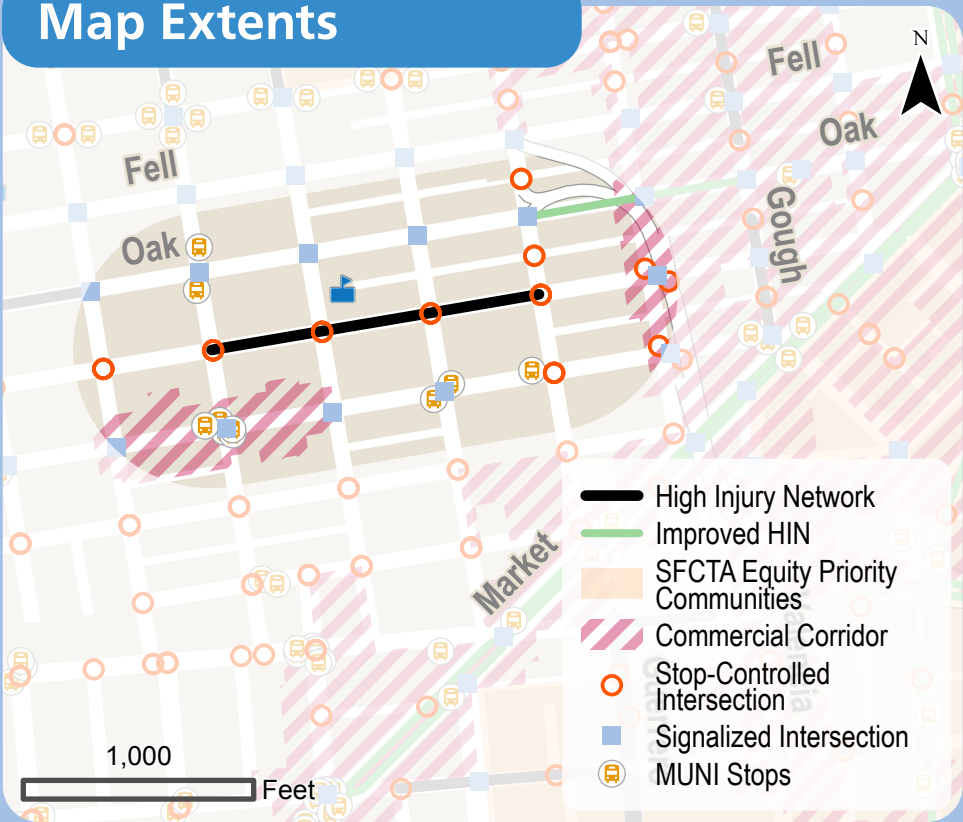 Map Extents
N
Fell
Oak
Fell
Oak
Gough
Market
High Injury Network
Improved HIN
SFCTA Equity Priority
Communities
Commercial Corridor
Stop-Controlled
Intersection
Signalized Intersection
MUNI Stops
1,000
Feet